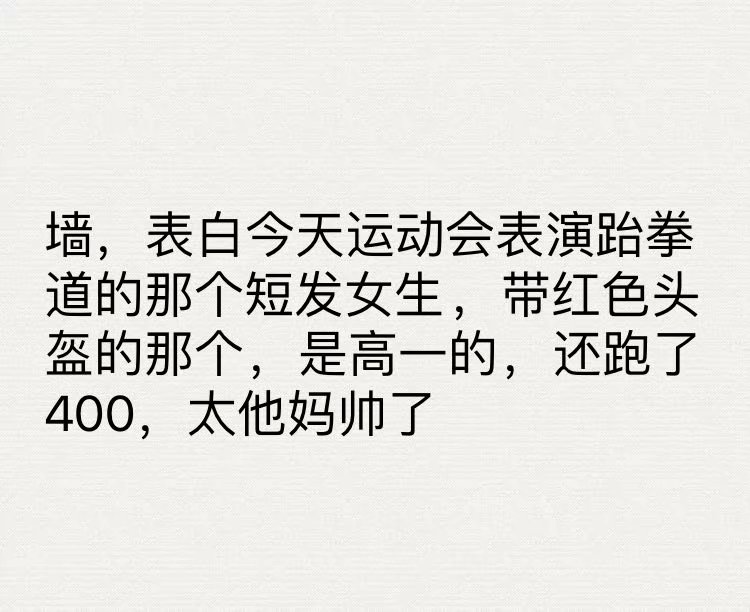 墙，表白今天运动会表演跆拳
道的那个短发女生，带红色头
盔的那个，是高一的，还跑了
400，太他妈帅了